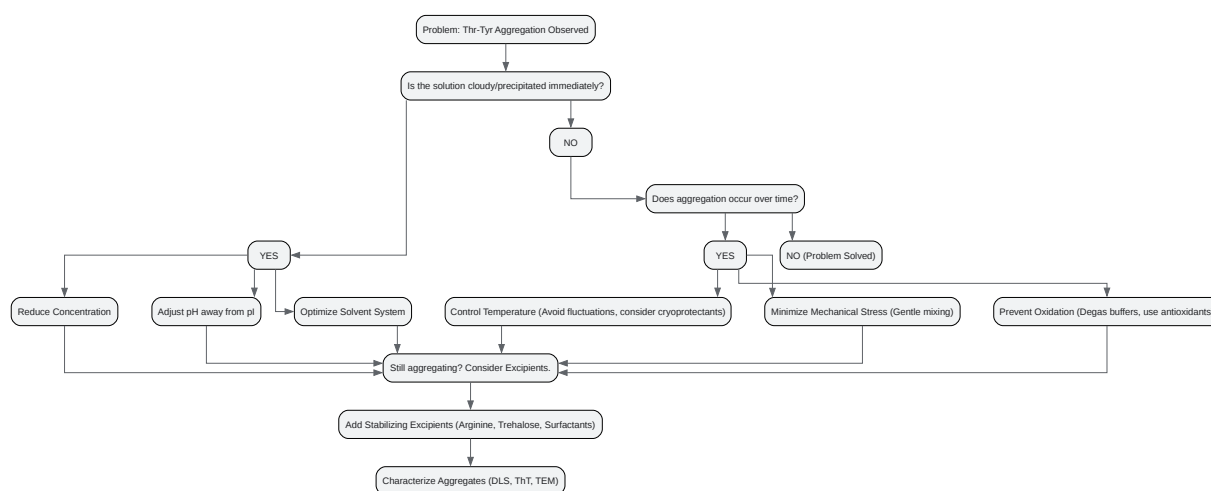 Problem: Thr-Tyr Aggregation Observed
Is the solution cloudy/precipitated immediately?
NO
Does aggregation occur over time?
YES
YES
NO (Problem Solved)
Reduce Concentration
Adjust pH away from pI
Optimize Solvent System
Control Temperature (Avoid fluctuations, consider cryoprotectants)
Minimize Mechanical Stress (Gentle mixing)
Prevent Oxidation (Degas buffers, use antioxidants
Still aggregating? Consider Excipients.
Add Stabilizing Excipients (Arginine, Trehalose, Surfactants)
Characterize Aggregates (DLS, ThT, TEM)